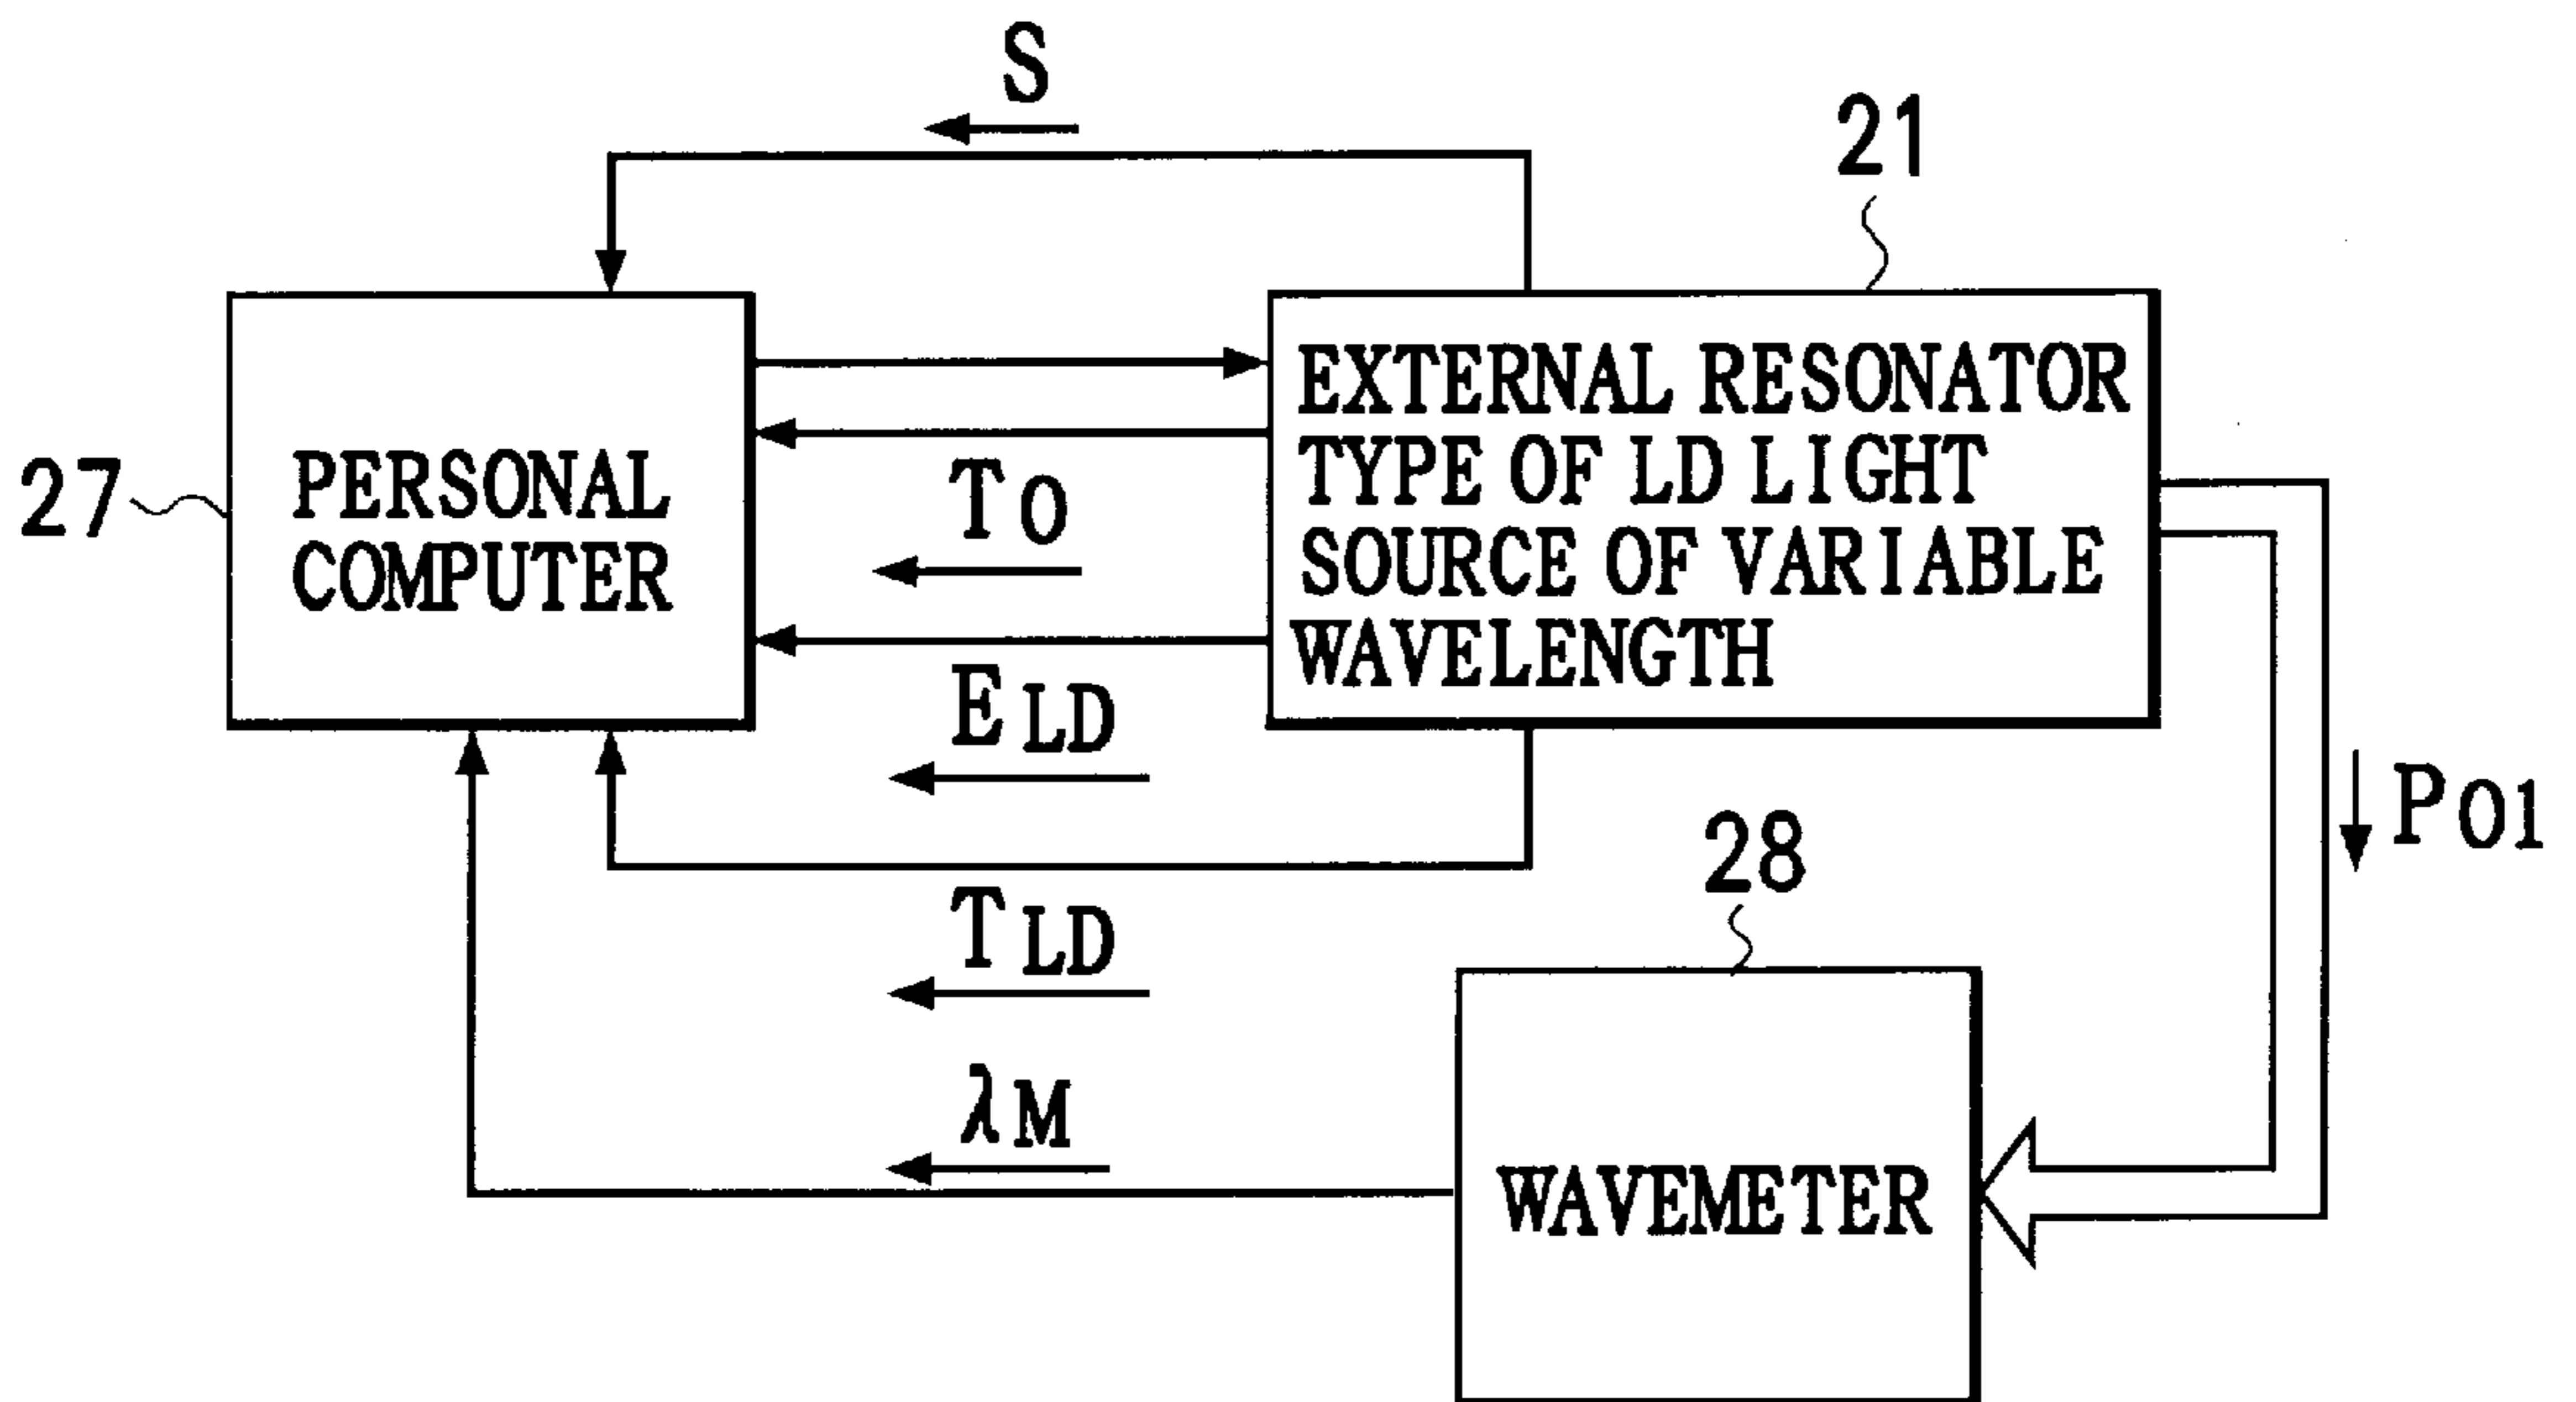 S
21
EXTERNAL RESONATOR
TYPE OF LD LIGHT
SOURCE OF VARIABLE
WAVELENGTH
27
PERSONAL
COMPUTER
TO
ELD
PO1
28
TLD
λM
WAVEMETER